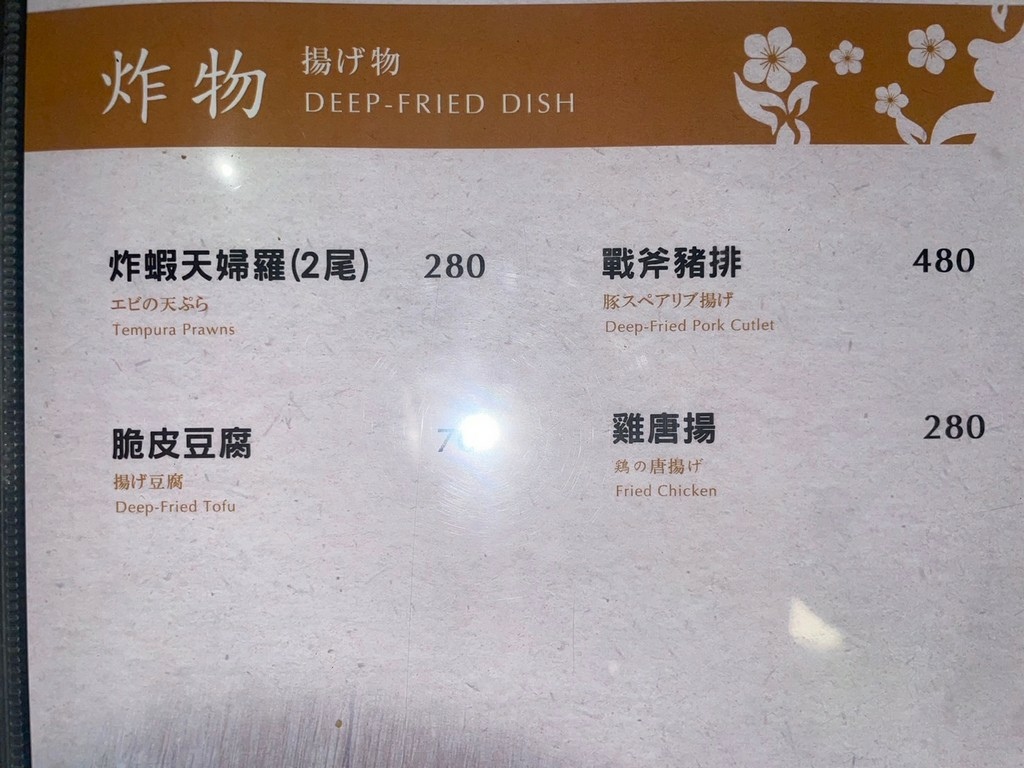 炸物
揚げ物
DEEP-FRIED DISH
炸蝦天婦羅(2尾) 280
エビの天ぷら
Tempura Prawns
戰斧豬排 480
豚スペアリブ揚げ
Deep-Fried Pork Cutlet
脆皮豆腐
揚げ豆腐
Deep-Fried Tofu
雞唐揚 280
鶏の唐揚げ
Fried Chicken